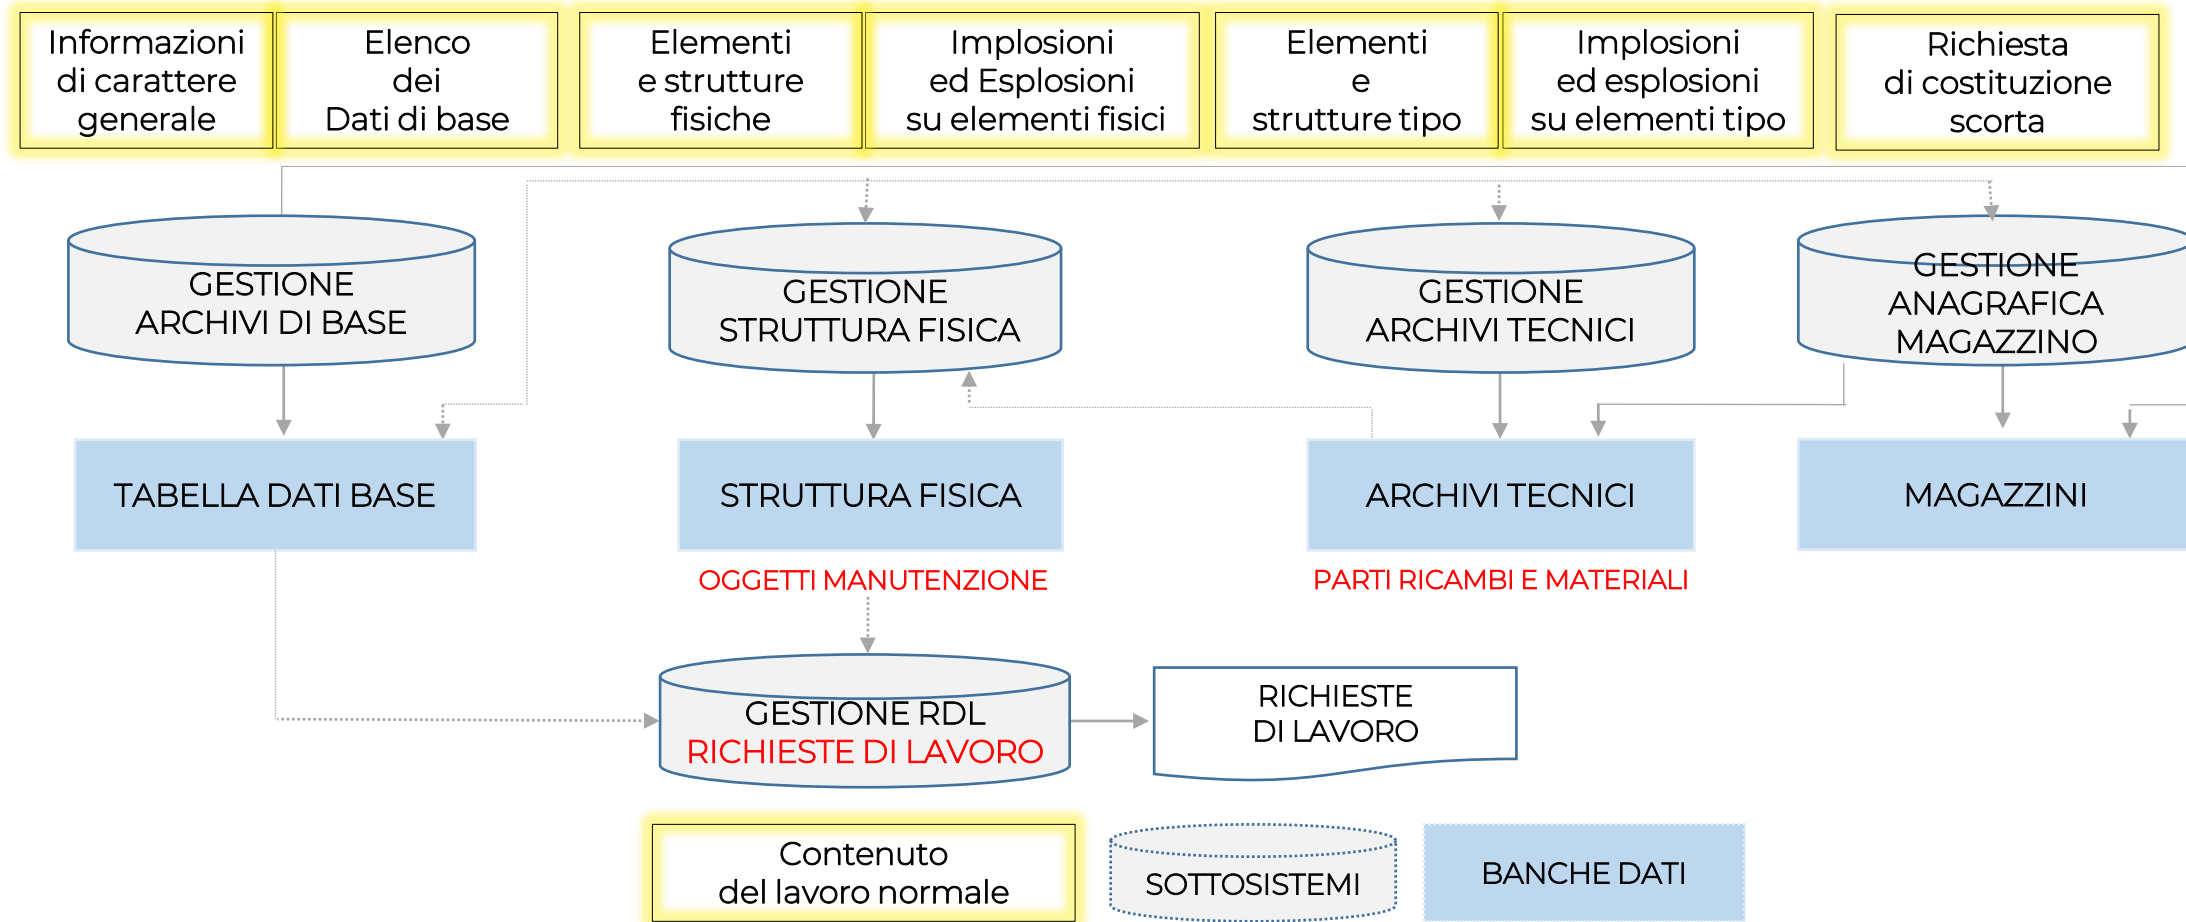 Informazioni
di carattere
generale
Elenco
dei
Dati di base
Elementi
e strutture
fisiche
Implosioni
ed Esplosioni
su elementi fisici
Elementi
e
strutture tipo
Implosioni
ed esplosioni
su elementi tipo
Richiesta
di costituzione
scorta
GESTIONE
ARCHIVI DI BASE
GESTIONE
STRUTTURA FISICA
GESTIONE
ARCHIVI TECNICI
GESTIONE
ANAGRAFICA
MAGAZZINO
TABELLA DATI BASE
STRUTTURA FISICA
ARCHIVI TECNICI
MAGAZZINI
OGGETTI MANUTENZIONE
PARTI RICAMBI E MATERIALI
GESTIONE RDL
RICHIESTE DI LAVORO
RICHIESTE
DI LAVORO
Contenuto
del lavoro normale
SOTTOSISTEMI
BANCHE DATI